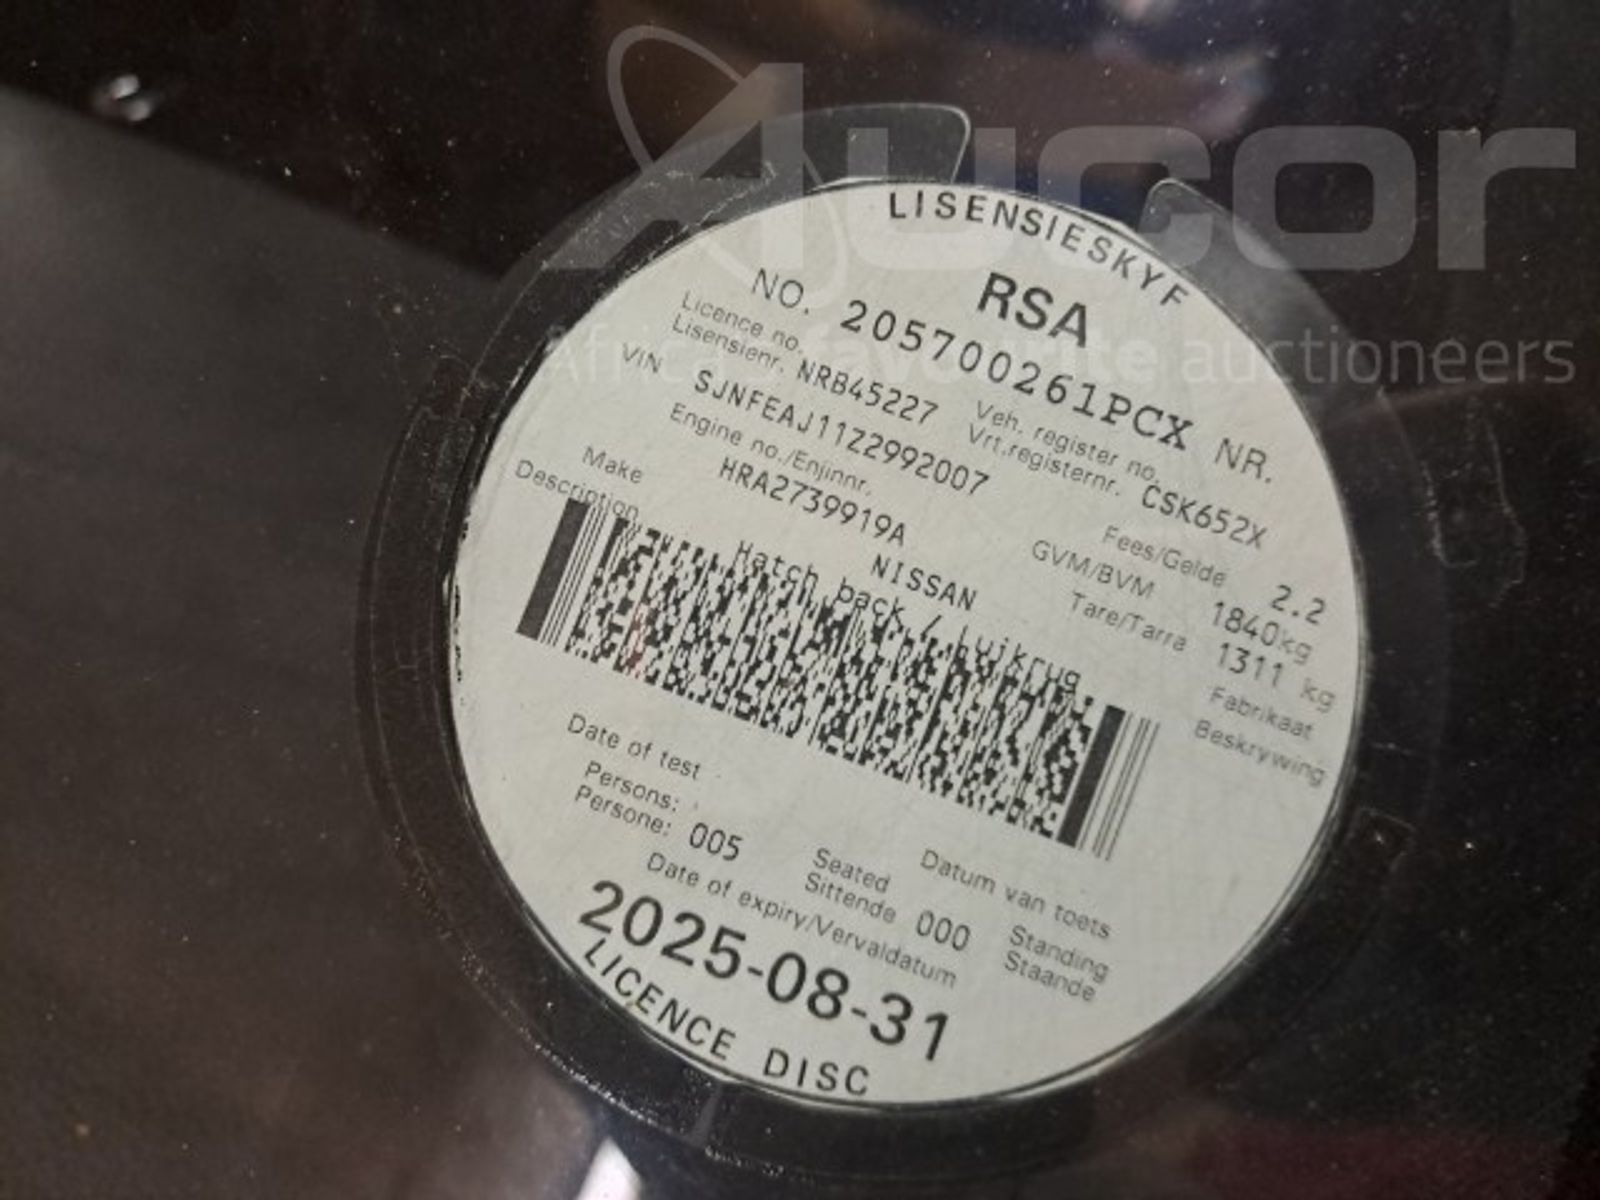 Aucor
Africa's favourite auctioneers
LISENSIESKYF
RSA
NO. 205700261PCX NR.
Licence no.
Lisensienr. NRB45227
Veh. register no.
Vrt.registernr. CSK652X
VIN SJNFEAJ11Z2992007
Engine no./Enjinnr.
HRA2739919A
Fees/Gelde 2.2
GVM/BVM 1840kg
Tare/Tarra 1311 kg
Make NISSAN Fabrikaat
Description Hatch back / Luikrug Beskrywing
Date of test Datum van toets
Persons:
Persone: 005
Seated
Sittende 000
Standing
Staande
Date of expiry/Vervaldatum
2025-08-31
LICENCE DISC